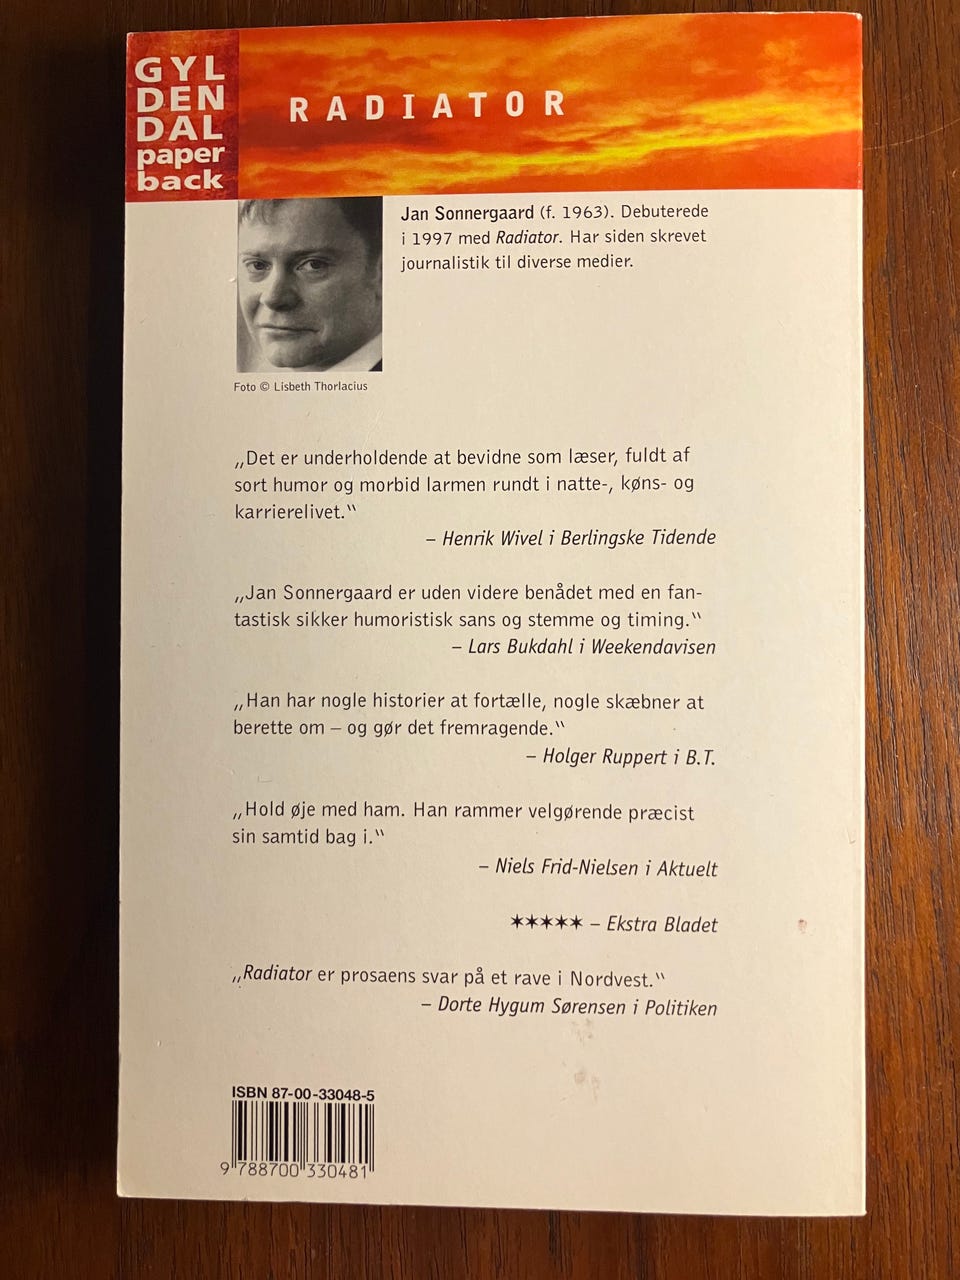 GYL
DEN
DAL
paper
back
RADIATOR
Jan Sonnergaard (f. 1963). Debuterede
i 1997 med Radiator. Har siden skrevet
journalistik til diverse medier.
Foto © Lisbeth Thorlacius
„Det er underholdende at bevidne som læser, fuldt af
sort humor og morbid larmen rundt i natte-, køns- og
karrierelivet.“
– Henrik Wivel i Berlingske Tidende
„Jan Sonnergaard er uden videre benådet med en fan-
tastisk sikker humoristisk sans og stemme og timing.“
– Lars Bukdahl i Weekendavisen
„Han har nogle historier at fortælle, nogle skæbner at
berette om – og gør det fremragende.“
– Holger Ruppert i B.T.
„Hold øje med ham. Han rammer velgørende præcist
sin samtid bag i.“
– Niels Frid-Nielsen i Aktuelt
✶✶✶✶✶ – Ekstra Bladet
„Radiator er prosaens svar på et rave i Nordvest.“
– Dorte Hygum Sørensen i Politiken
ISBN 87-00-33048-5
9 788700 330481